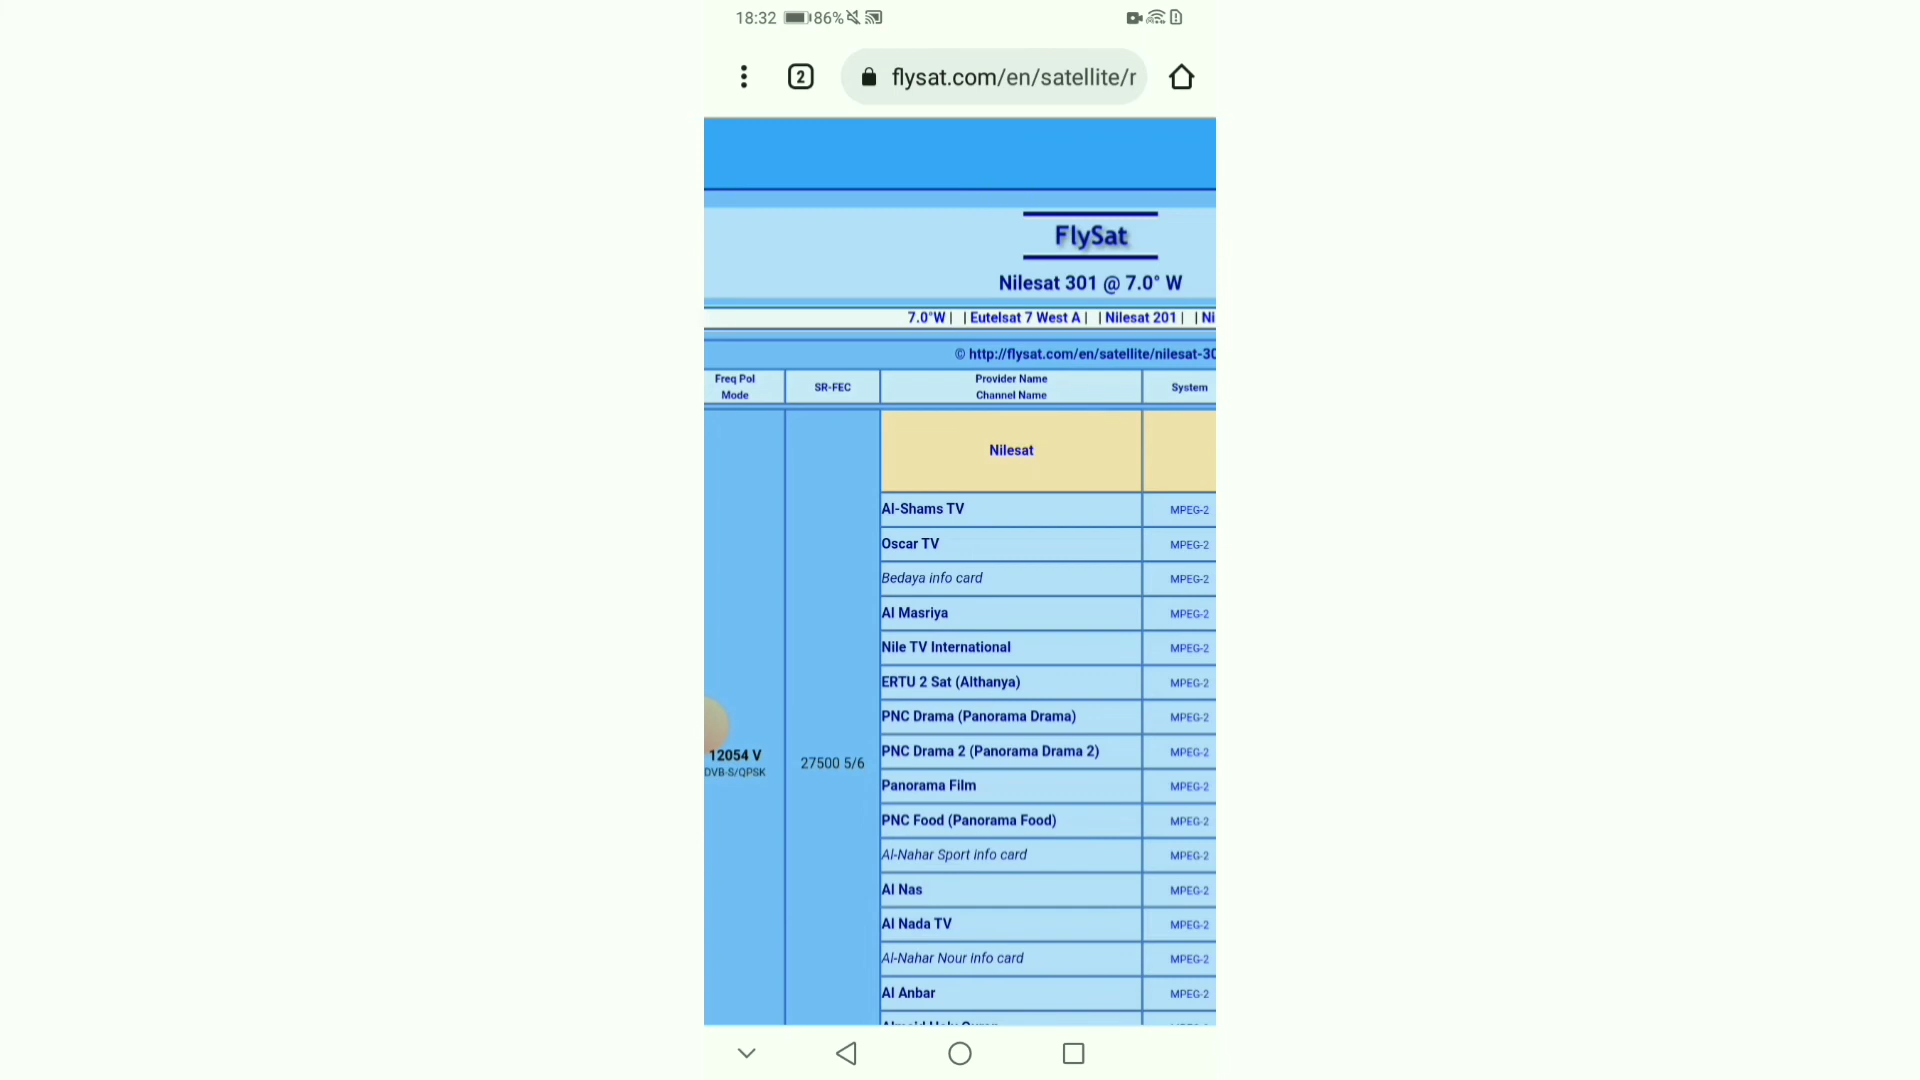 18:32 86%
2 flysat.com/en/satellite/r
FlySat
Nilesat 301 @ 7.0° W
7.0°W | | Eutelsat 7 West A | | Nilesat 201 | | Ni
© http://flysat.com/en/satellite/nilesat-30
Freq Pol
Mode
SR-FEC
Provider Name
Channel Name
System
Nilesat
Al-Shams TV MPEG-2
Oscar TV MPEG-2
Bedaya info card MPEG-2
Al Masriya MPEG-2
Nile TV International MPEG-2
ERTU 2 Sat (Althanya) MPEG-2
PNC Drama (Panorama Drama) MPEG-2
PNC Drama 2 (Panorama Drama 2) MPEG-2
12054 V
DVB-S/QPSK
27500 5/6
Panorama Film MPEG-2
PNC Food (Panorama Food) MPEG-2
Al-Nahar Sport info card MPEG-2
Al Nas MPEG-2
Al Nada TV MPEG-2
Al-Nahar Nour info card MPEG-2
Al Anbar MPEG-2